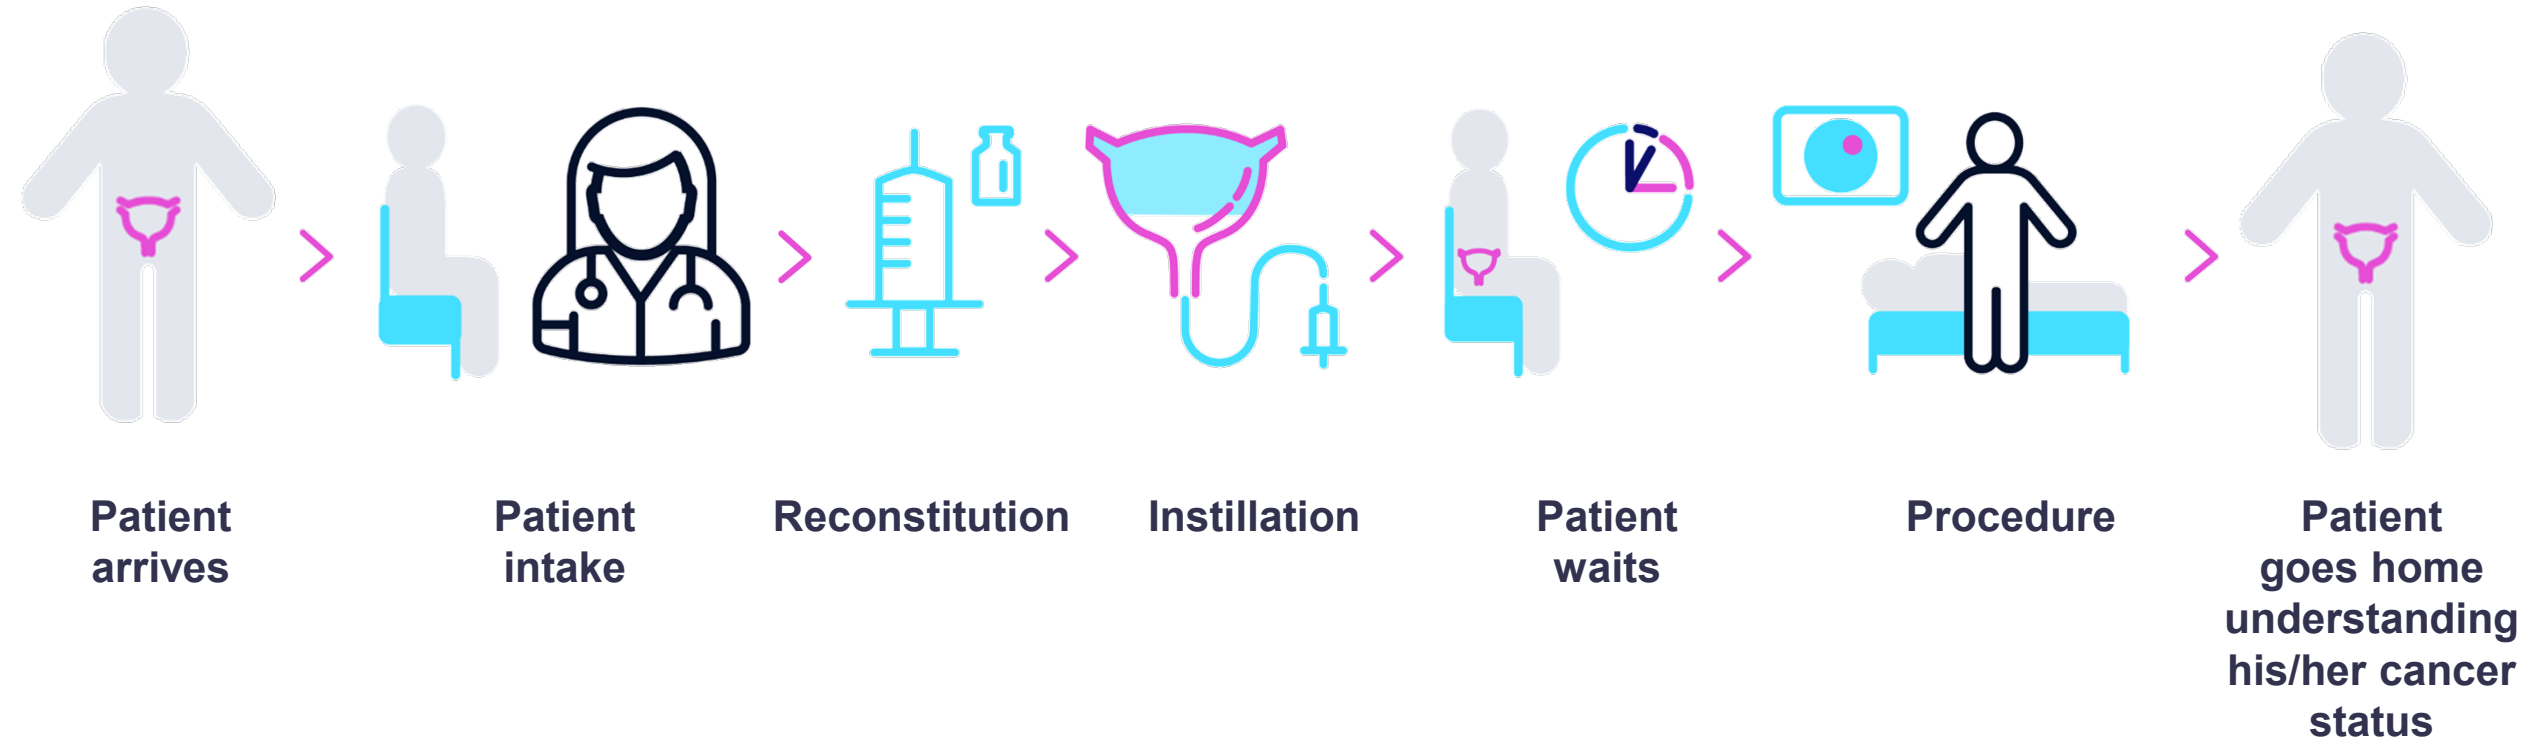 Patient
arrives
Patient
intake
Reconstitution
Instillation
Patient
waits
Procedure
Patient
goes home
understanding
his/her cancer
status